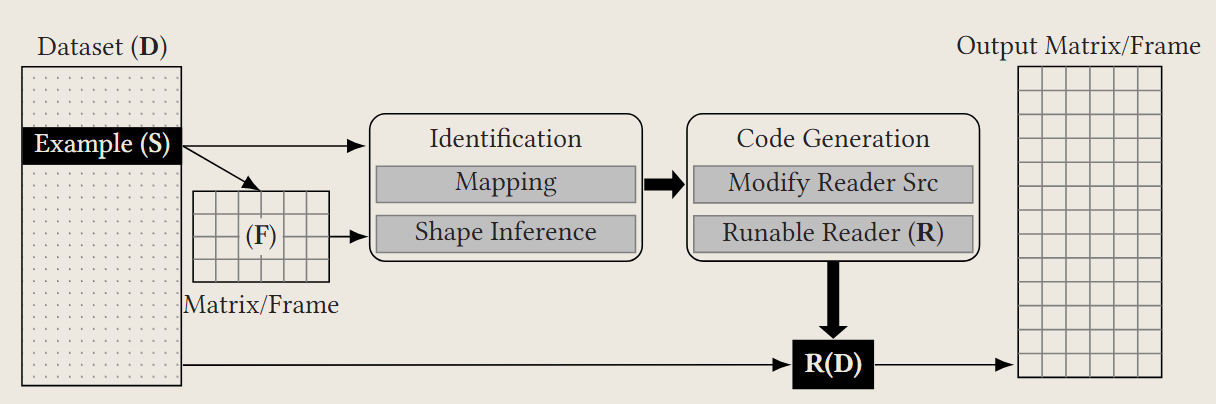 Dataset (D)
Example (S)
(F)
Matrix/Frame
Identification
Mapping
Shape Inference
Code Generation
Modify Reader Src
Runable Reader (R)
R(D)
Output Matrix/Frame